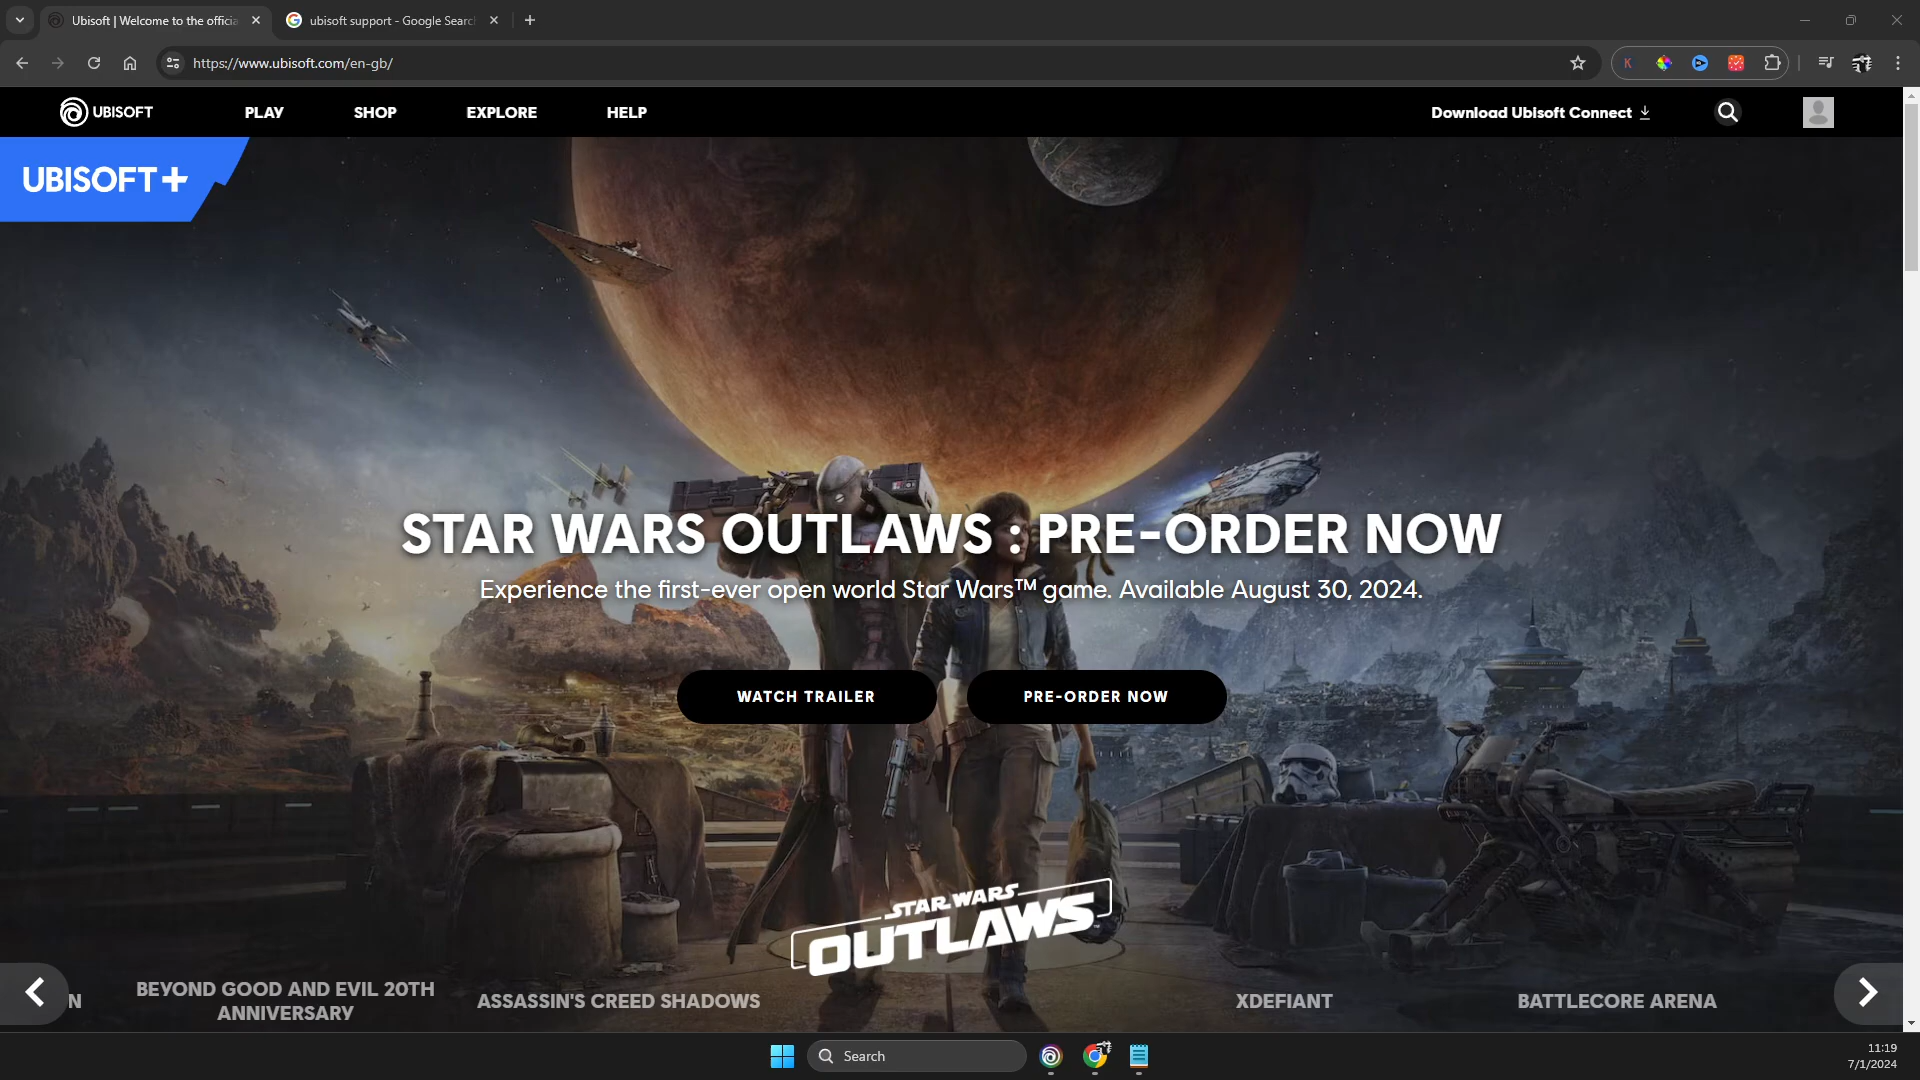 Ubisoft | Welcome to the officia
ubisoft support - Google Searc
https://www.ubisoft.com/en-gb/
K
UBISOFT
PLAY
SHOP
EXPLORE
HELP
Download Ubisoft Connect
UBISOFT+
STAR WARS OUTLAWS : PRE-ORDER NOW
Experience the first-ever open world Star Wars™ game. Available August 30, 2024.
WATCH TRAILER
PRE-ORDER NOW
STAR WARS
OUTLAWS
N
BEYOND GOOD AND EVIL 20TH
ANNIVERSARY
ASSASSIN'S CREED SHADOWS
XDEFIANT
BATTLECORE ARENA
Search
11:19
7/1/2024